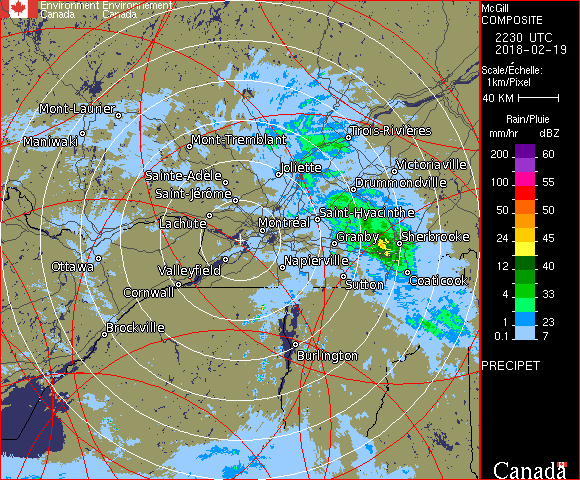 Environment Environnement
Canada Canada
McGill
COMPOSITE
2230 UTC
2018-02-19
Scale/Échelle:
1km/Pixel
40 KM
Rain/Pluie
mm/hr dBZ
200 60
100 55
50 50
24 45
12 40
4 33
1 23
0.1 7
PRECIPET
Canada
Mont-Laurier
Maniwaki
Mont-Tremblant
Trois-Rivières
Sainte-Adele
Joliette
Victoriaville
Saint-Jérôme
Drummondville
Lachute
Montréal
Saint-Hyacinthe
Granby
Sherbrooke
Ottawa
Valleyfield
Napierville
Cornwall
Sutton
Coaticook
Brockville
Burlington